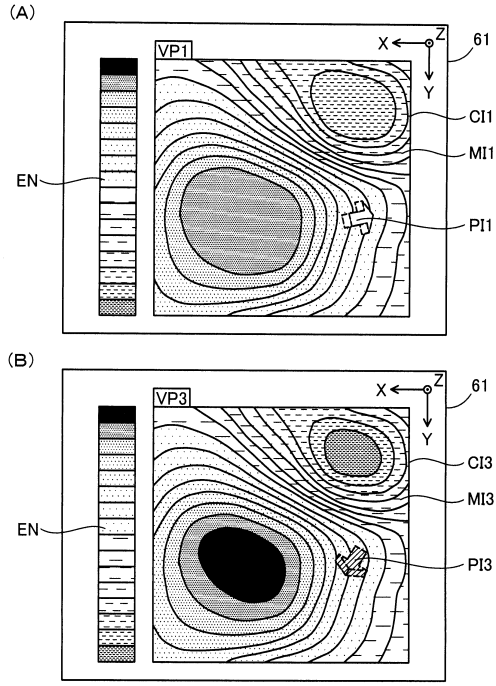 (A)
VP1
X
Z
Y
61
CI1
MI1
EN
PI1
(B)
VP3
X
Z
Y
61
CI3
MI3
EN
PI3